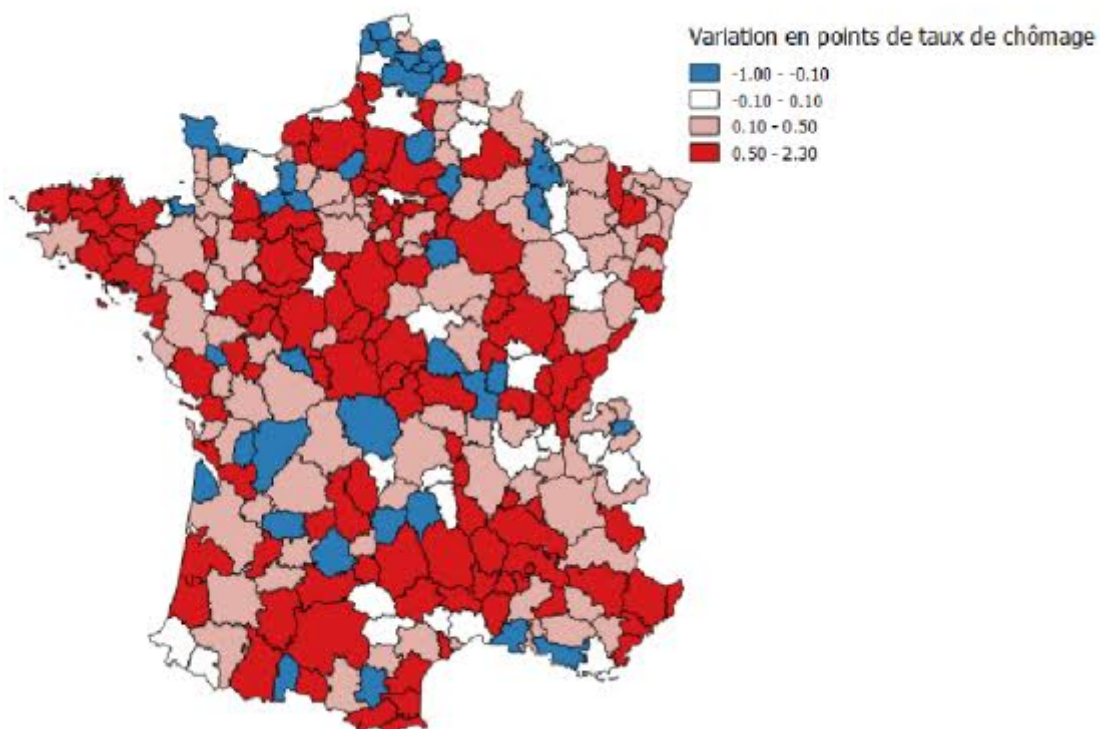 Variation en points de taux de chômage
-1.00 - -0.10
-0.10 - 0.10
0.10 - 0.50
0.50 - 2.30